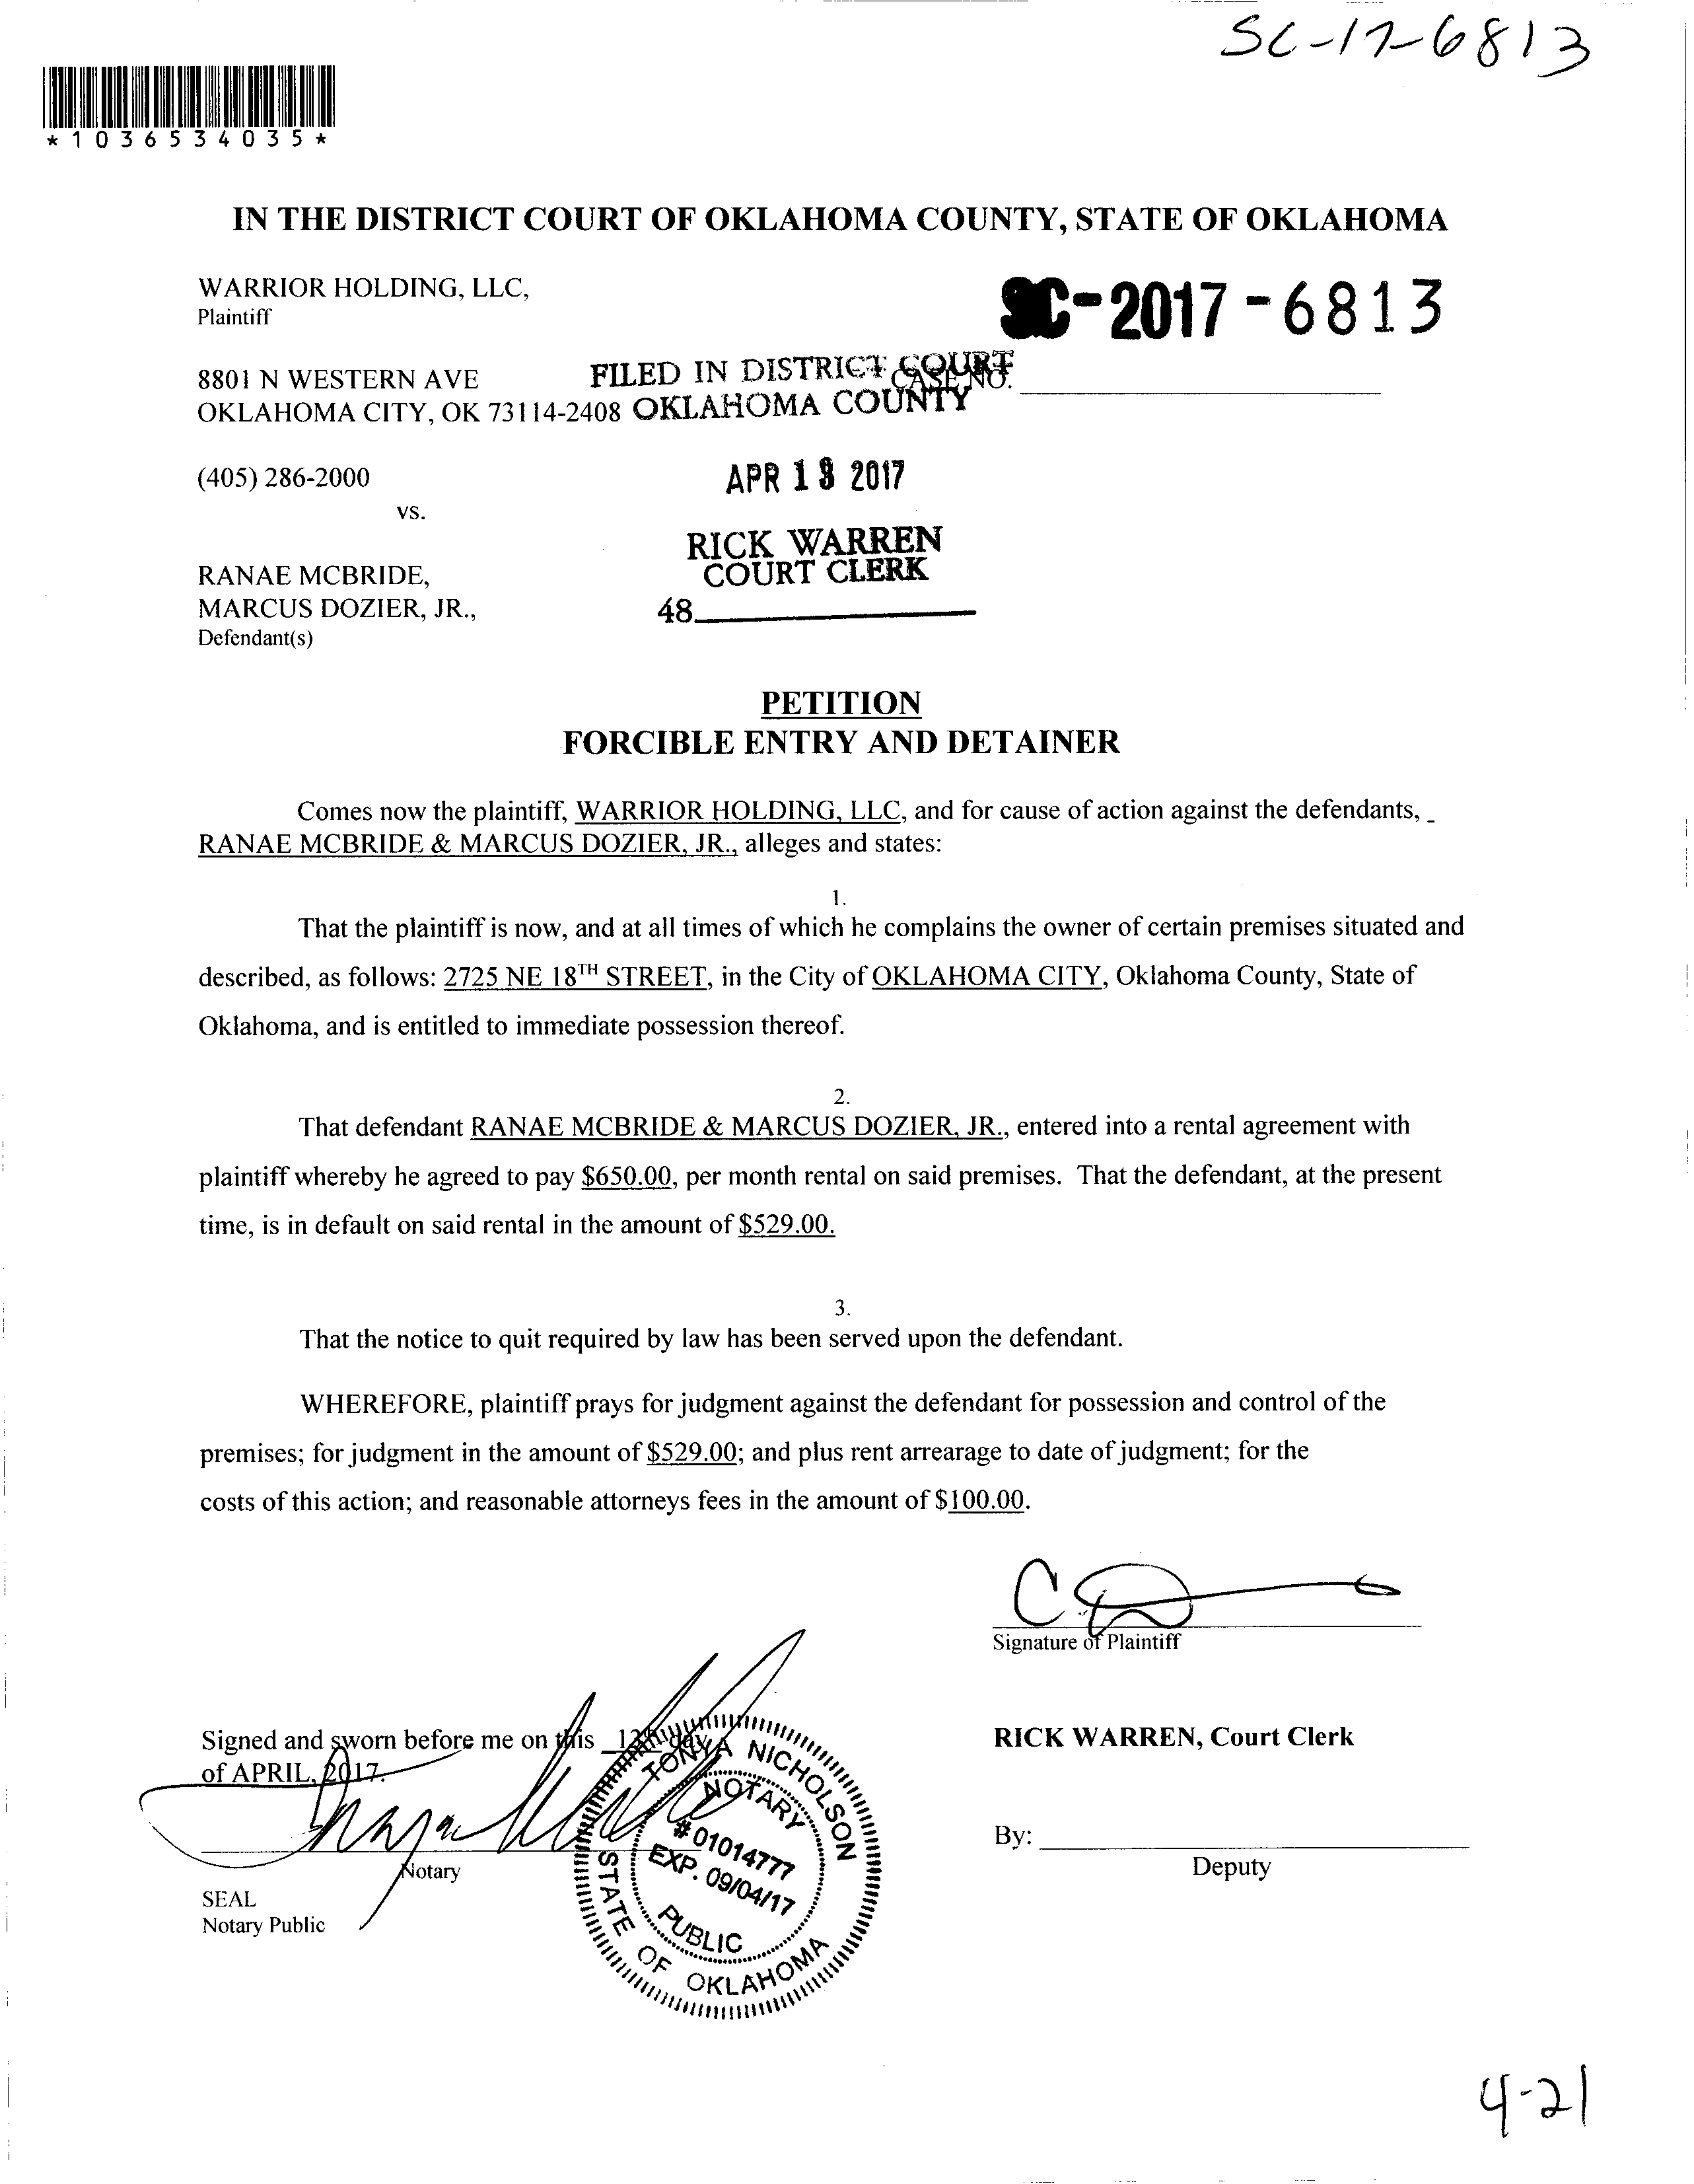 SC-17-6813
*1036534035*
IN THE DISTRICT COURT OF OKLAHOMA COUNTY, STATE OF OKLAHOMA
WARRIOR HOLDING, LLC,
Plaintiff
SC-2017-6813
8801 N WESTERN AVE
OKLAHOMA CITY, OK 73114-2408
FILED IN DISTRICT COURT
OKLAHOMA COUNTY
CASE NO.
(405) 286-2000
APR 2017
vs.
RICK WARREN
COURT CLERK
48
RANAE MCBRIDE,
MARCUS DOZIER, JR.,
Defendant(s)
PETITION
FORCIBLE ENTRY AND DETAINER
Comes now the plaintiff, WARRIOR HOLDING, LLC, and for cause of action against the defendants,
RANAE MCBRIDE & MARCUS DOZIER, JR., alleges and states:
1.
That the plaintiff is now, and at all times of which he complains the owner of certain premises situated and
described, as follows: 2725 NE 18TH STREET, in the City of OKLAHOMA CITY, Oklahoma County, State of
Oklahoma, and is entitled to immediate possession thereof.
2.
That defendant RANAE MCBRIDE & MARCUS DOZIER, JR., entered into a rental agreement with
plaintiff whereby he agreed to pay $650.00, per month rental on said premises. That the defendant, at the present
time, is in default on said rental in the amount of $529.00.
3.
That the notice to quit required by law has been served upon the defendant.
WHEREFORE, plaintiff prays for judgment against the defendant for possession and control of the
premises; for judgment in the amount of $529.00; and plus rent arrearage to date of judgment; for the
costs of this action; and reasonable attorneys fees in the amount of $100.00.
Signature of Plaintiff
Signed and sworn before me on this day
of APRIL, 2017.
RICK WARREN, Court Clerk
Notary
SEAL
Notary Public
TONYA NICHOLSON
NOTARY
#01014777
EXP. 09/04/17
PUBLIC
STATE OF OKLAHOMA
By:
Deputy
4-21